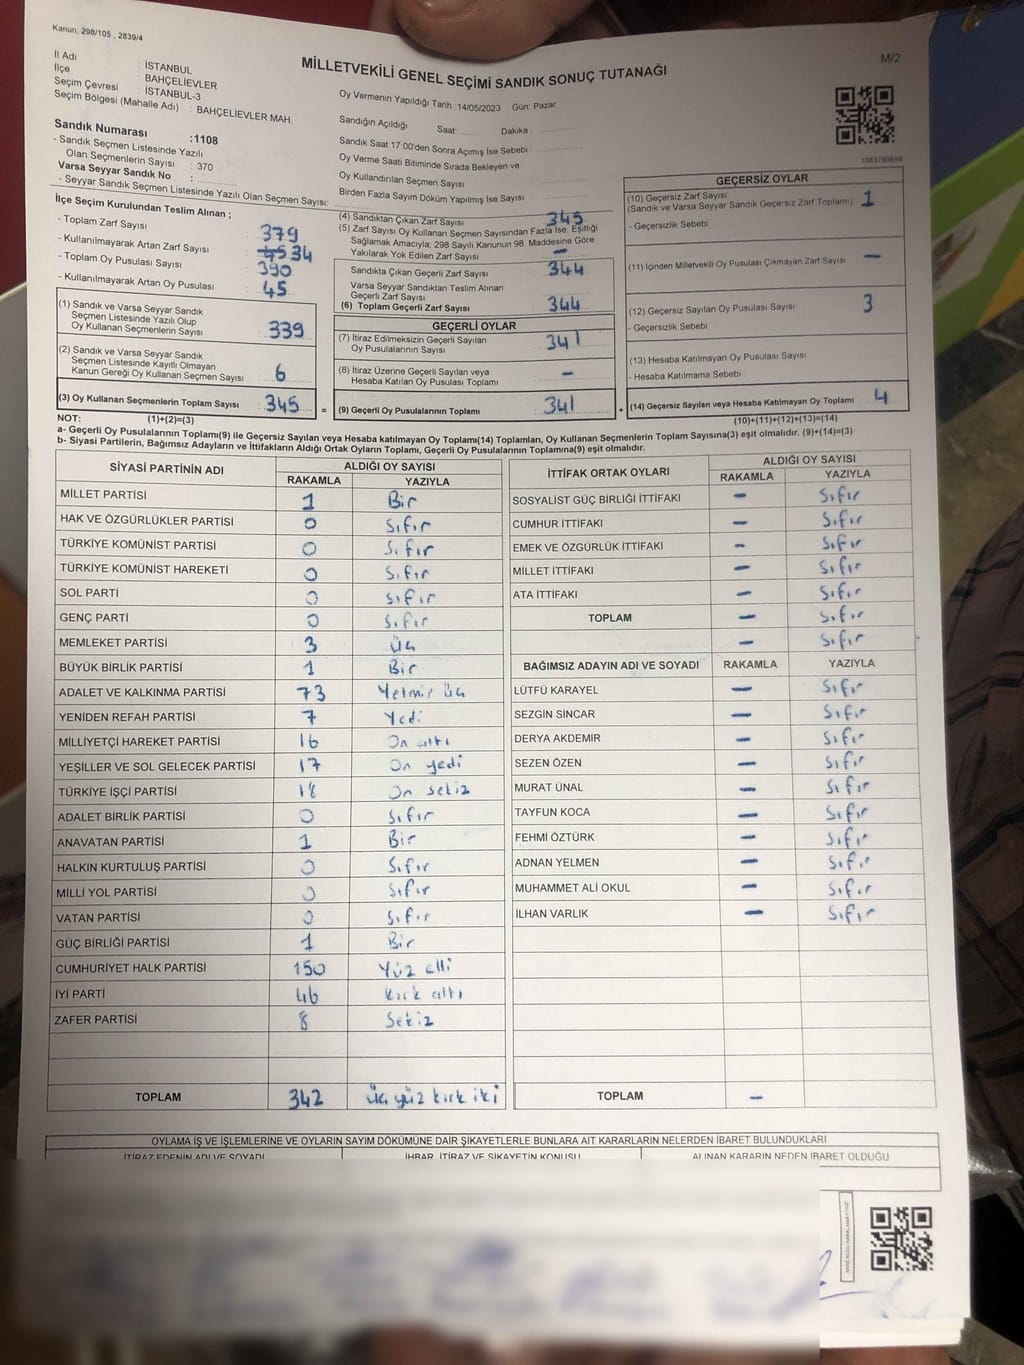 Kanun, 298/105 , 2839/4
M/2
MİLLETVEKİLİ GENEL SEÇİMİ SANDIK SONUÇ TUTANAĞI
İl Adı : İSTANBUL
İlçe : BAHÇELİEVLER
Seçim Çevresi : İSTANBUL-3
Seçim Bölgesi (Mahalle Adı) : BAHÇELİEVLER MAH.
Sandık Numarası :1108
- Sandık Seçmen Listesinde Yazılı
Olan Seçmenlerin Sayısı : 370
Varsa Seyyar Sandık No :
- Seyyar Sandık Seçmen Listesinde Yazılı Olan Seçmen Sayısı:
Oy Vermenin Yapıldığı Tarih :14/05/2023 Gün: Pazar
Sandığın Açıldığı Saat: Dakika :
Sandık Saat 17:00'den Sonra Açımış İse Sebebi :
Oy Verme Saati Bitiminde Sırada Bekleyen ve
Oy Kullandırılan Seçmen Sayısı :
Birden Fazla Sayım Döküm Yapılmış İse Sayısı :
1083780659
İlçe Seçim Kurulundan Teslim Alınan ;
- Toplam Zarf Sayısı : 379
- Kullanılmayarak Artan Zarf Sayısı : 45 34
- Toplam Oy Pusulası Sayısı : 390
- Kullanılmayarak Artan Oy Pusulası : 45
(1) Sandık ve Varsa Seyyar Sandık
Seçmen Listesinde Yazılı Olup
Oy Kullanan Seçmenlerin Sayısı : 339
(2) Sandık ve Varsa Seyyar Sandık
Seçmen Listesinde Kayıtlı Olmayan
Kanun Gereği Oy Kullanan Seçmen Sayısı : 6
(3) Oy Kullanan Seçmenlerin Toplam Sayısı : 345 =
(4) Sandıktan Çıkan Zarf Sayısı : 345
(5) Zarf Sayısı Oy Kullanan Seçmen Sayısından Fazla İse, Eşitliği
Sağlamak Amacıyla; 298 Sayılı Kanunun 98. Maddesine Göre
Yakılarak Yok Edilen Zarf Sayısı : –
Sandıkta Çıkan Geçerli Zarf Sayısı : 344
Varsa Seyyar Sandıktan Teslim Alınan
Geçerli Zarf Sayısı :
(6) Toplam Geçerli Zarf Sayısı : 344
GEÇERLİ OYLAR
(7) İtiraz Edilmeksizin Geçerli Sayılan
Oy Pusulalarının Sayısı : 341
(8) İtiraz Üzerine Geçerli Sayılan veya
Hesaba Katılan Oy Pusulası Toplamı : –
(9) Geçerli Oy Pusulalarının Toplamı : 341 +
GEÇERSİZ OYLAR
(10) Geçersiz Zarf Sayısı
(Sandık ve Varsa Seyyar Sandık Geçersiz Zarf Toplamı) : 1
- Geçersizlik Sebebi :
(11) İçinden Milletvekili Oy Pusulası Çıkmayan Zarf Sayısı : –
(12) Geçersiz Sayılan Oy Pusulası Sayısı : 3
- Geçersizlik Sebebi :
(13) Hesaba Katılmayan Oy Pusulası Sayısı :
- Hesaba Katılmama Sebebi :
(14) Geçersiz Sayılan veya Hesaba Katılmayan Oy Toplamı : 4
NOT: (1)+(2)=(3) (10)+(11)+(12)+(13)=(14)
a- Geçerli Oy Pusulalarının Toplamı(9) ile Geçersiz Sayılan veya Hesaba katılmayan Oy Toplamı(14) Toplamları, Oy Kullanan Seçmenlerin Toplam Sayısına(3) eşit olmalıdır. (9)+(14)=(3)
b- Siyasi Partilerin, Bağımsız Adayların ve İttifakların Aldığı Ortak Oyların Toplamı, Geçerli Oy Pusulalarının Toplamına(9) eşit olmalıdır.
SİYASİ PARTİNİN ADI ALDIĞI OY SAYISI
RAKAMLA YAZIYLA
MİLLET PARTİSİ 1 Bir
HAK VE ÖZGÜRLÜKLER PARTİSİ 0 Sıfır
TÜRKİYE KOMÜNİST PARTİSİ 0 Sıfır
TÜRKİYE KOMÜNİST HAREKETİ 0 Sıfır
SOL PARTİ 0 Sıfır
GENÇ PARTİ 0 Sıfır
MEMLEKET PARTİSİ 3 Üç
BÜYÜK BİRLİK PARTİSİ 1 Bir
ADALET VE KALKINMA PARTİSİ 73 Yetmiş üç
YENİDEN REFAH PARTİSİ 7 Yedi
MİLLİYETÇİ HAREKET PARTİSİ 16 On altı
YEŞİLLER VE SOL GELECEK PARTİSİ 17 On yedi
TÜRKİYE İŞÇİ PARTİSİ 18 On sekiz
ADALET BİRLİK PARTİSİ 0 Sıfır
ANAVATAN PARTİSİ 1 Bir
HALKIN KURTULUŞ PARTİSİ 0 Sıfır
MİLLİ YOL PARTİSİ 0 Sıfır
VATAN PARTİSİ 0 Sıfır
GÜÇ BİRLİĞİ PARTİSİ 1 Bir
CUMHURİYET HALK PARTİSİ 150 Yüz elli
İYİ PARTİ 46 Kırk altı
ZAFER PARTİSİ 8 Sekiz
TOPLAM 342 Üç yüz kırk iki
İTTİFAK ORTAK OYLARI ALDIĞI OY SAYISI
RAKAMLA YAZIYLA
SOSYALİST GÜÇ BİRLİĞİ İTTİFAKI – Sıfır
CUMHUR İTTİFAKI – Sıfır
EMEK VE ÖZGÜRLÜK İTTİFAKI – Sıfır
MİLLET İTTİFAKI – Sıfır
ATA İTTİFAKI – Sıfır
TOPLAM – Sıfır
– Sıfır
BAĞIMSIZ ADAYIN ADI VE SOYADI RAKAMLA YAZIYLA
LÜTFÜ KARAYEL – Sıfır
SEZGİN SİNCAR – Sıfır
DERYA AKDEMİR – Sıfır
SEZEN ÖZEN – Sıfır
MURAT ÜNAL – Sıfır
TAYFUN KOCA – Sıfır
FEHMİ ÖZTÜRK – Sıfır
ADNAN YELMEN – Sıfır
MUHAMMET ALİ OKUL – Sıfır
İLHAN VARLIK – Sıfır
TOPLAM –
OYLAMA İŞ VE İŞLEMLERİNE VE OYLARIN SAYIM DÖKÜMÜNE DAİR ŞİKAYETLERLE BUNLARA AİT KARARLARIN NELERDEN İBARET BULUNDUKLARI
İTİRAZ EDENİN ADI VE SOYADI İHBAR, İTİRAZ VE ŞİKAYETİN KONUSU ALINAN KARARIN NEDEN İBARET OLDUĞU